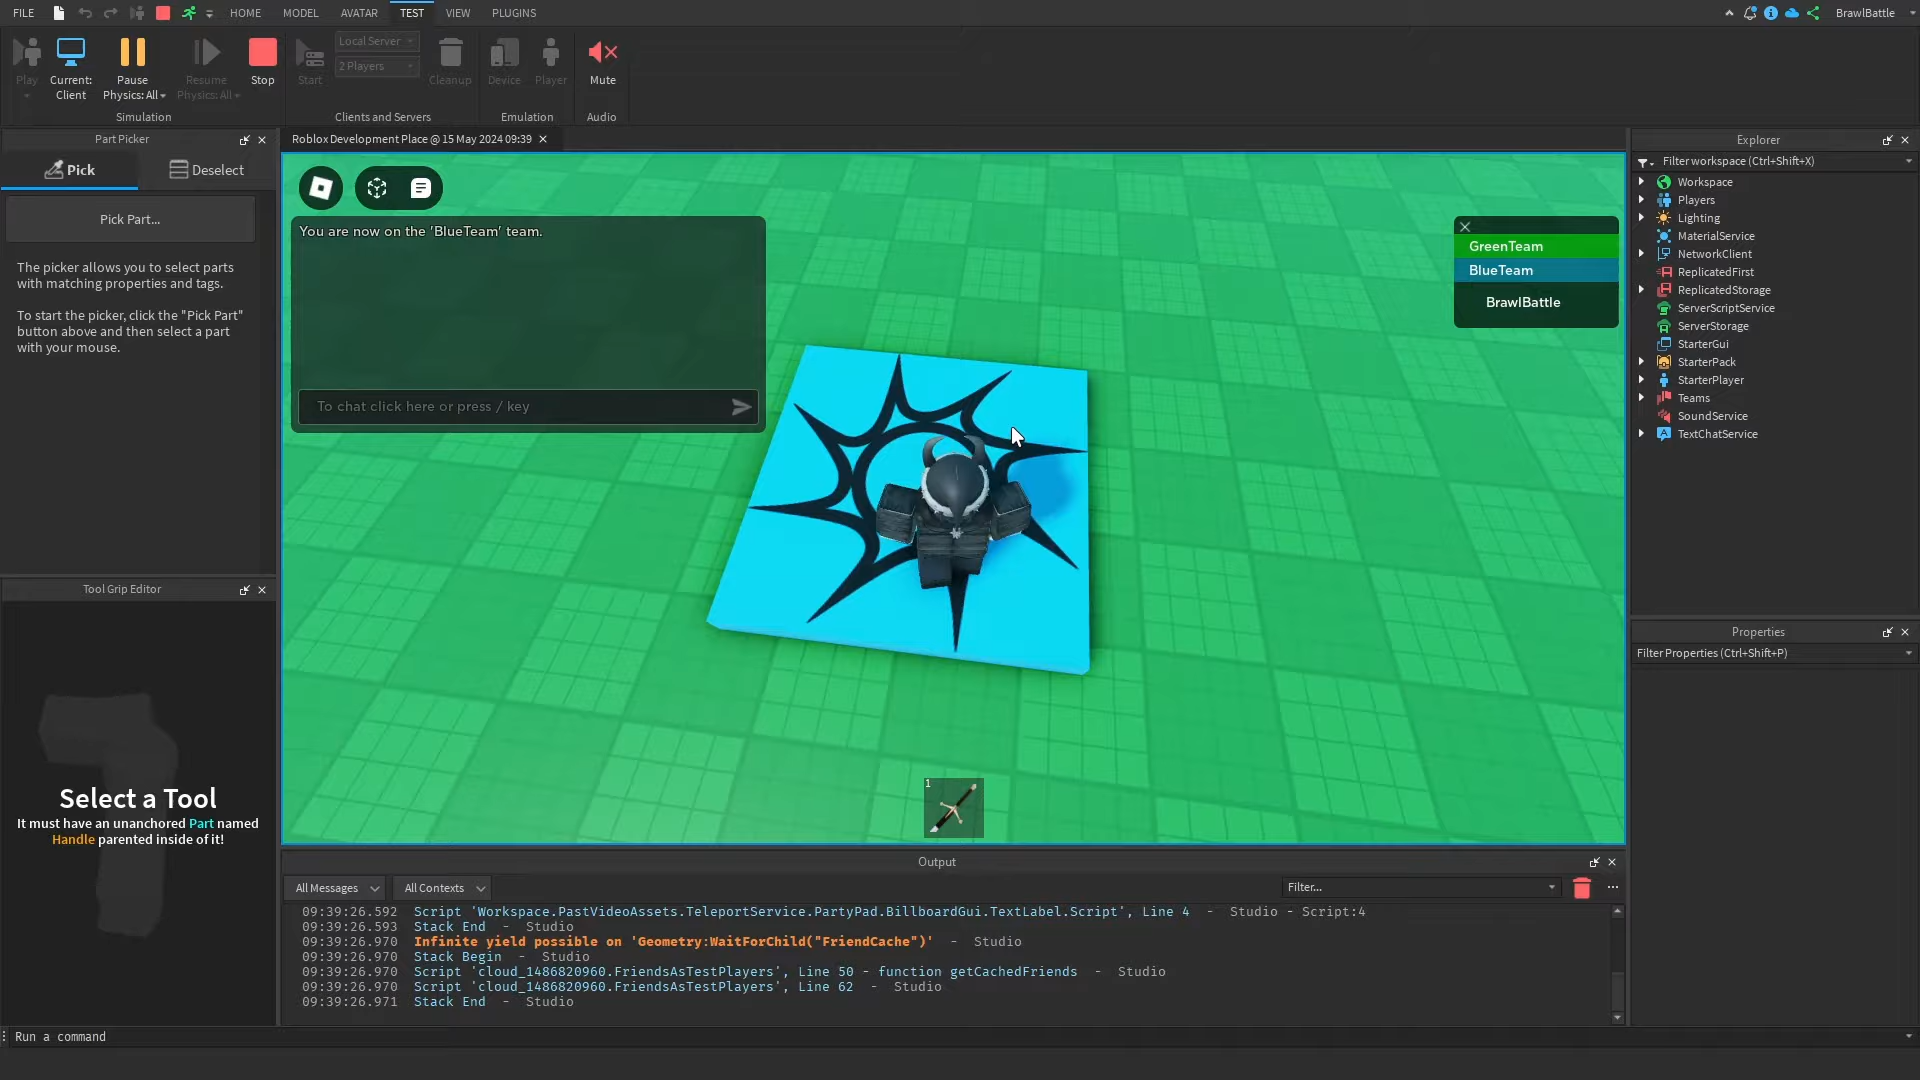 FILE HOME MODEL AVATAR TEST VIEW PLUGINS BrawlBattle
Play
Current: Client
Pause Physics: All
Resume Physics: All
Stop
Simulation
Start
Local Server
2 Players
Cleanup
Clients and Servers
Device
Player
Emulation
Mute
Audio
Part Picker
Pick
Deselect
Pick Part...
The picker allows you to select parts
with matching properties and tags.
To start the picker, click the "Pick Part"
button above and then select a part
with your mouse.
Tool Grip Editor
Select a Tool
It must have an unanchored Part named
Handle parented inside of it!
Roblox Development Place @ 15 May 2024 09:39
You are now on the 'BlueTeam' team.
To chat click here or press / key
GreenTeam
BlueTeam
BrawlBattle
1
Output
All Messages
All Contexts
Filter...
09:39:26.592 Script 'Workspace.PastVideoAssets.TeleportService.PartyPad.BillboardGui.TextLabel.Script', Line 4 - Studio - Script:4
09:39:26.593 Stack End - Studio
09:39:26.970 Infinite yield possible on 'Geometry:WaitForChild("FriendCache")' - Studio
09:39:26.970 Stack Begin - Studio
09:39:26.970 Script 'cloud_1486820960.FriendsAsTestPlayers', Line 50 - function getCachedFriends - Studio
09:39:26.970 Script 'cloud_1486820960.FriendsAsTestPlayers', Line 62 - Studio
09:39:26.971 Stack End - Studio
Run a command
Explorer
Filter workspace (Ctrl+Shift+X)
Workspace
Players
Lighting
MaterialService
NetworkClient
ReplicatedFirst
ReplicatedStorage
ServerScriptService
ServerStorage
StarterGui
StarterPack
StarterPlayer
Teams
SoundService
TextChatService
Properties
Filter Properties (Ctrl+Shift+P)